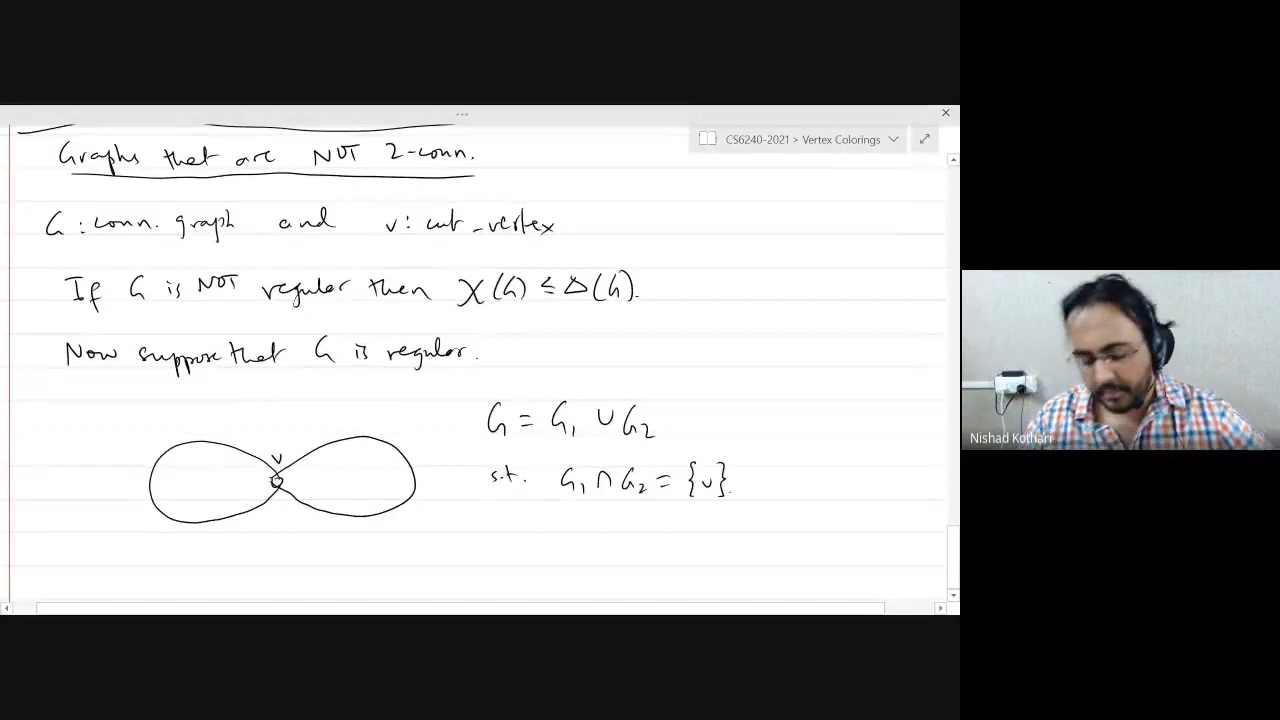 CS6240-2021 > Vertex Colorings
Graphs that are NOT 2-conn.
G : conn. graph and v : cut-vertex
If G is NOT regular then χ(G) ≤ Δ(G).
Now suppose that G is regular.
G = G₁ ∪ G₂
v
s.t. G₁ ∩ G₂ = {v}.
Nishad Kothari